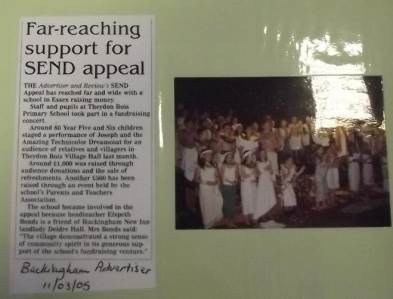 Far-reaching
support for
SEND appeal
THE Advertiser and Review's SEND
Appeal has reached far and wide with a
school in Essex raising money.
Staff and pupils at Theydon Bois
Primary School took part in a fundraising
concert.
Around 80 Year Five and Six children
staged a performance of Joseph and the
Amazing Technicolor Dreamcoat for an
audience of relatives and villagers in
Theydon Bois Village Hall last month.
Around £1,000 was raised through
audience donations and the sale of
refreshments. Another £500 has been
raised through an event held by the
school's Parents and Teachers
Association.
The school became involved in the
appeal because headteacher Elspeth
Bonds is a friend of Buckingham New Inn
landlady Deidre Hall. Mrs Bonds said:
"The village demonstrated a strong sense
of community spirit in its generous sup-
port of the school's fundraising venture."
Buckingham Advertiser
11/03/05